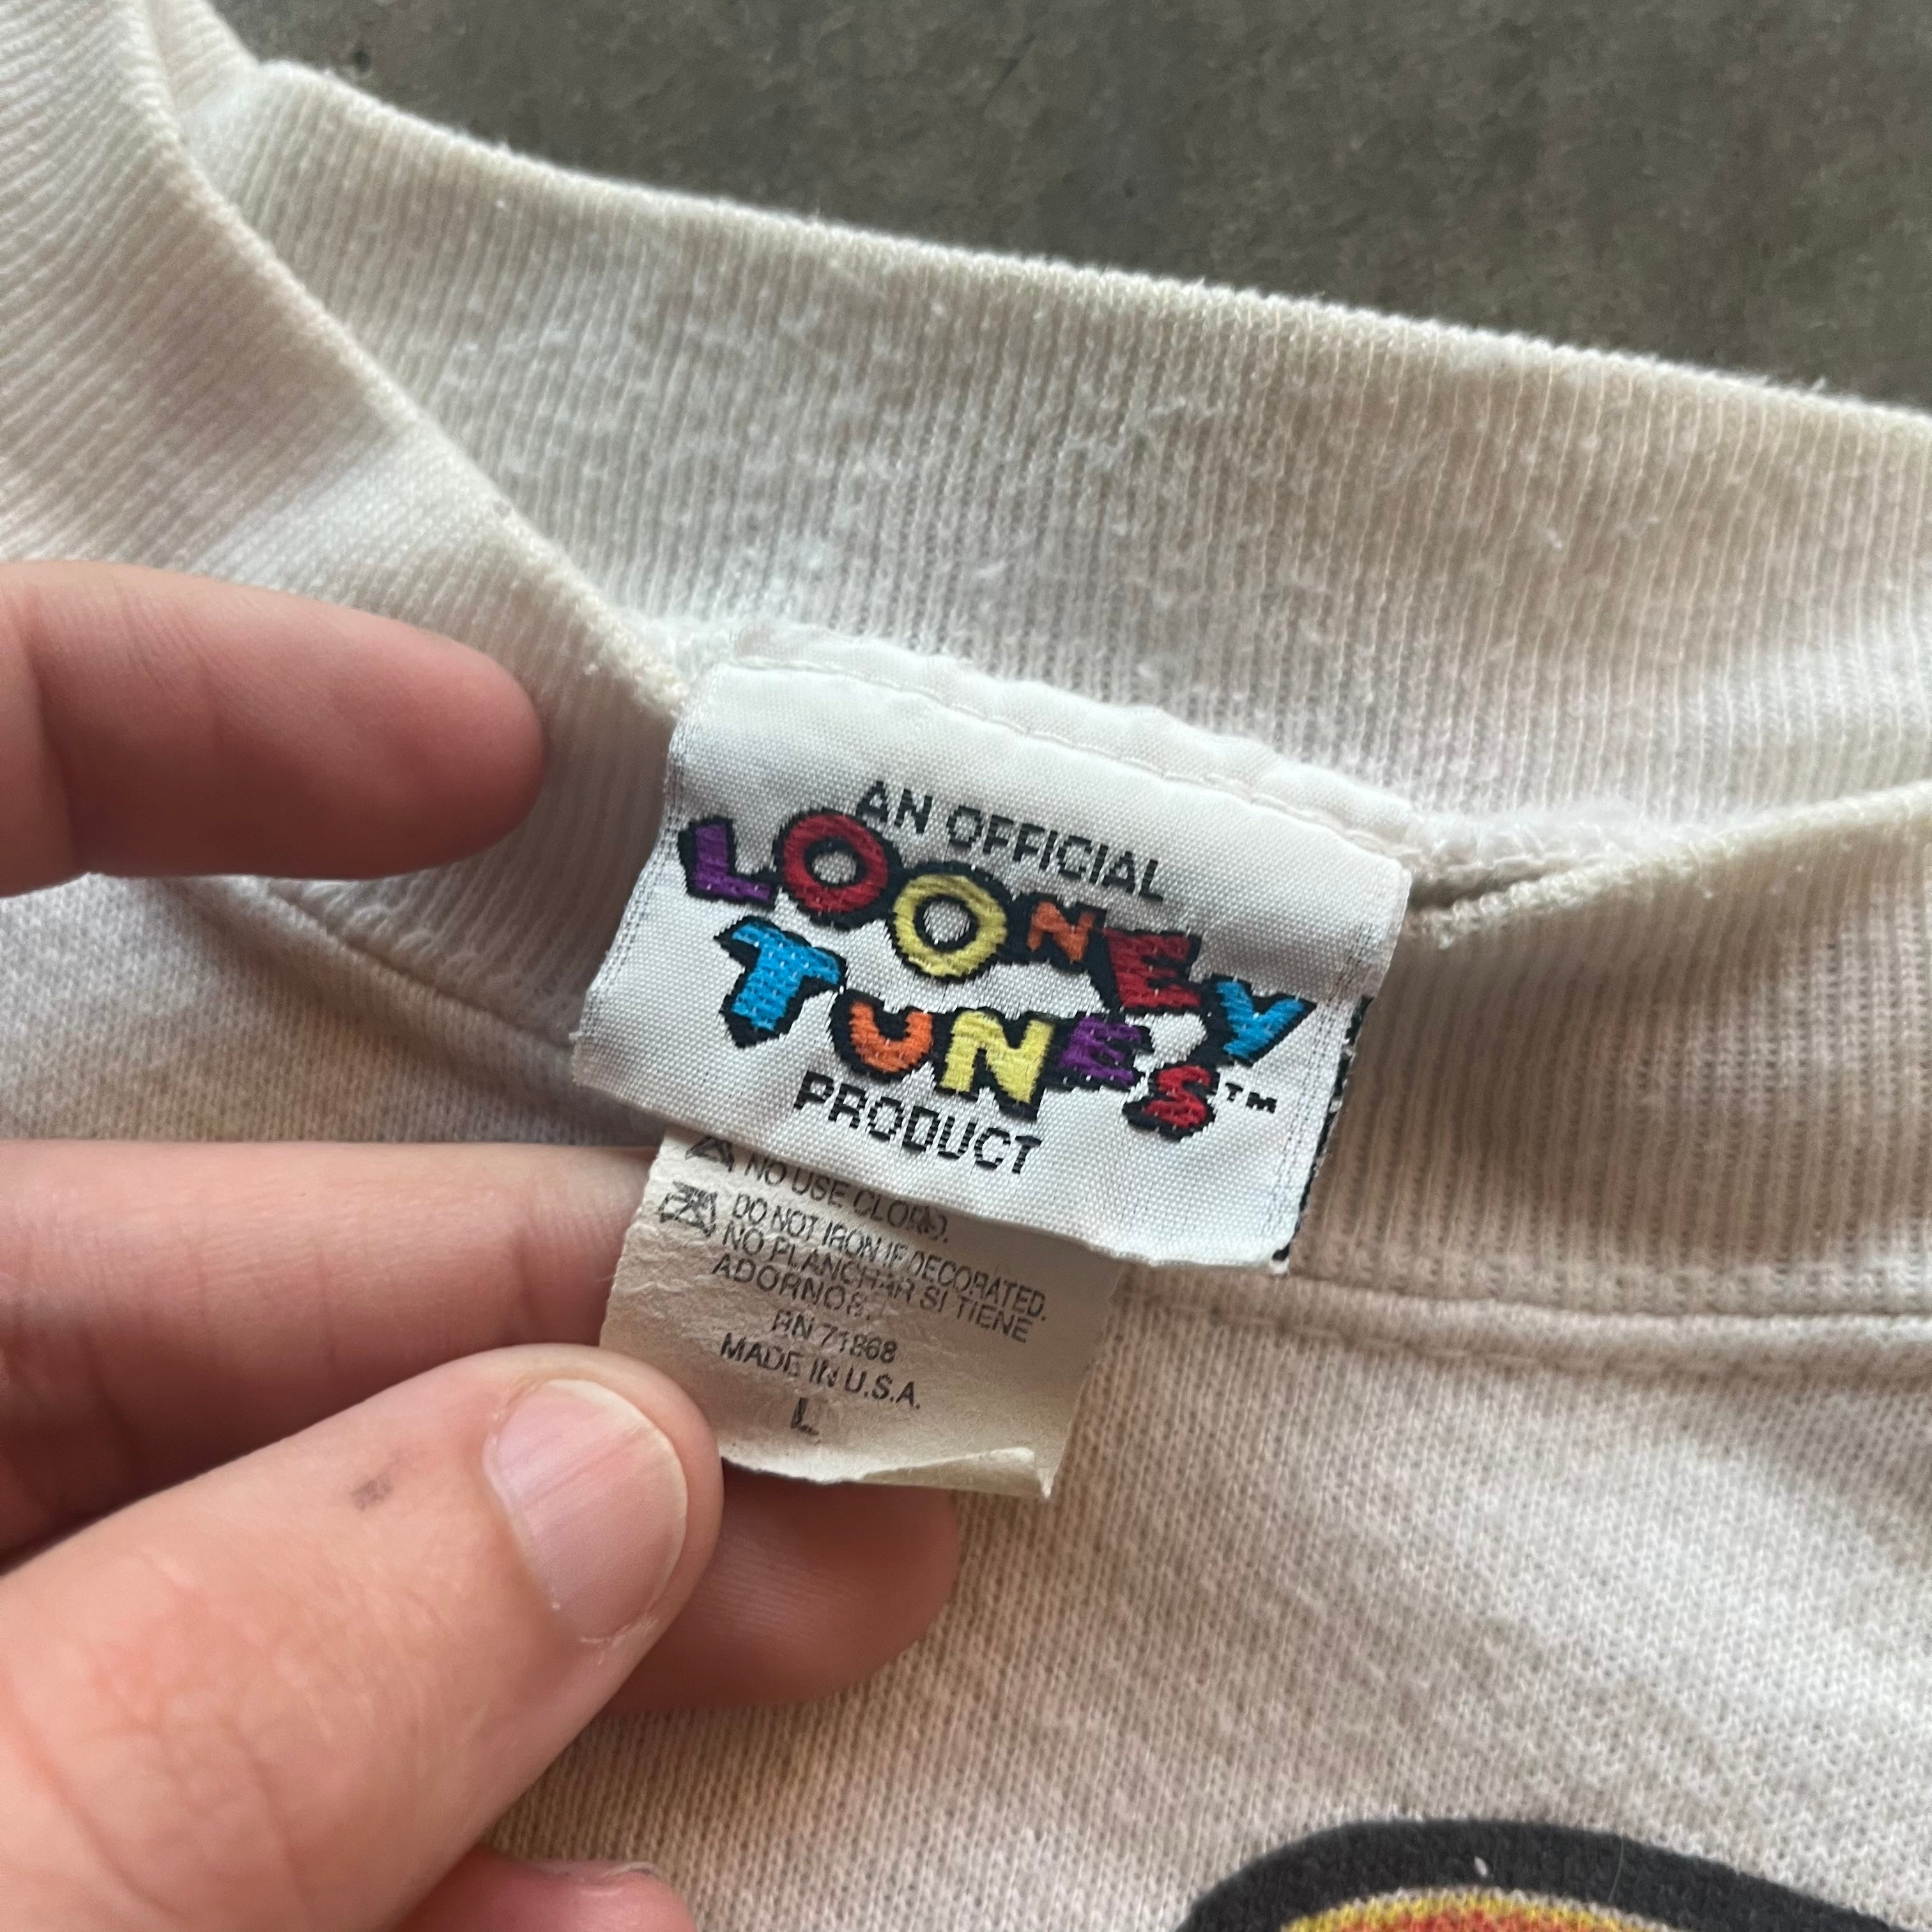 AN OFFICIAL
LOONEY
TUNES™
PRODUCT
NO USE CLORO.
DO NOT IRON IF DECORATED.
NO PLANCHAR SI TIENE
ADORNOS.
RN 71868
MADE IN U.S.A.
L